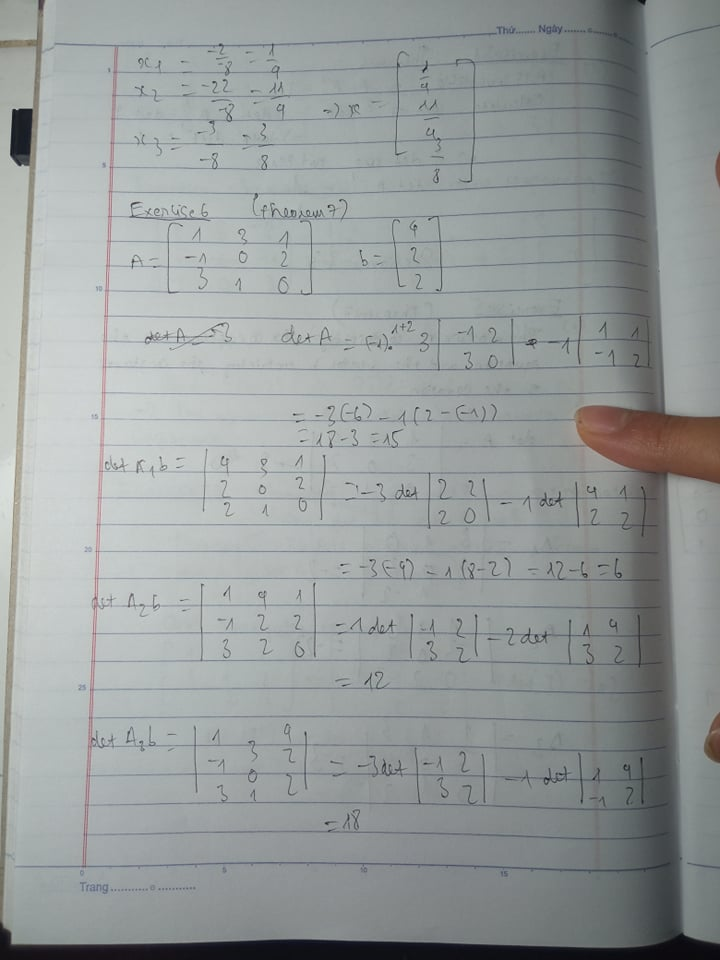 Thứ...... Ngày......
x1 = -2/-8 = 1/4
x2 = -22/-8 = 11/4 => x = [1/4 11/4 3/8]
x3 = -3/-8 = 3/8
Exercise 6 (theorem 7)
A = [1 3 1; -1 0 2; 3 1 0] b = [4; 2; 2]
det A = 3 det A = (-1).^1+2 3 |-1 2; 3 0| + -1 |1 1; -1 2|
= -3(-6) - 1(2-(-1))
= 18-3 = 15
det A1b = |4 3 1; 2 0 2; 2 1 0| = -3 det |2 2; 2 0| - 1 det |4 1; 2 2|
= -3(-4) - 1(8-2) = 12-6 = 6
det A2b = |1 4 1; -1 2 2; 3 2 0| = 1 det |-1 2; 3 2| - 2 det |1 4; 3 2|
= 12
det A3b = |1 3 4; -1 0 2; 3 1 2| = -3det |-1 2; 3 2| - 1 det |1 4; -1 2|
= 18
Trang